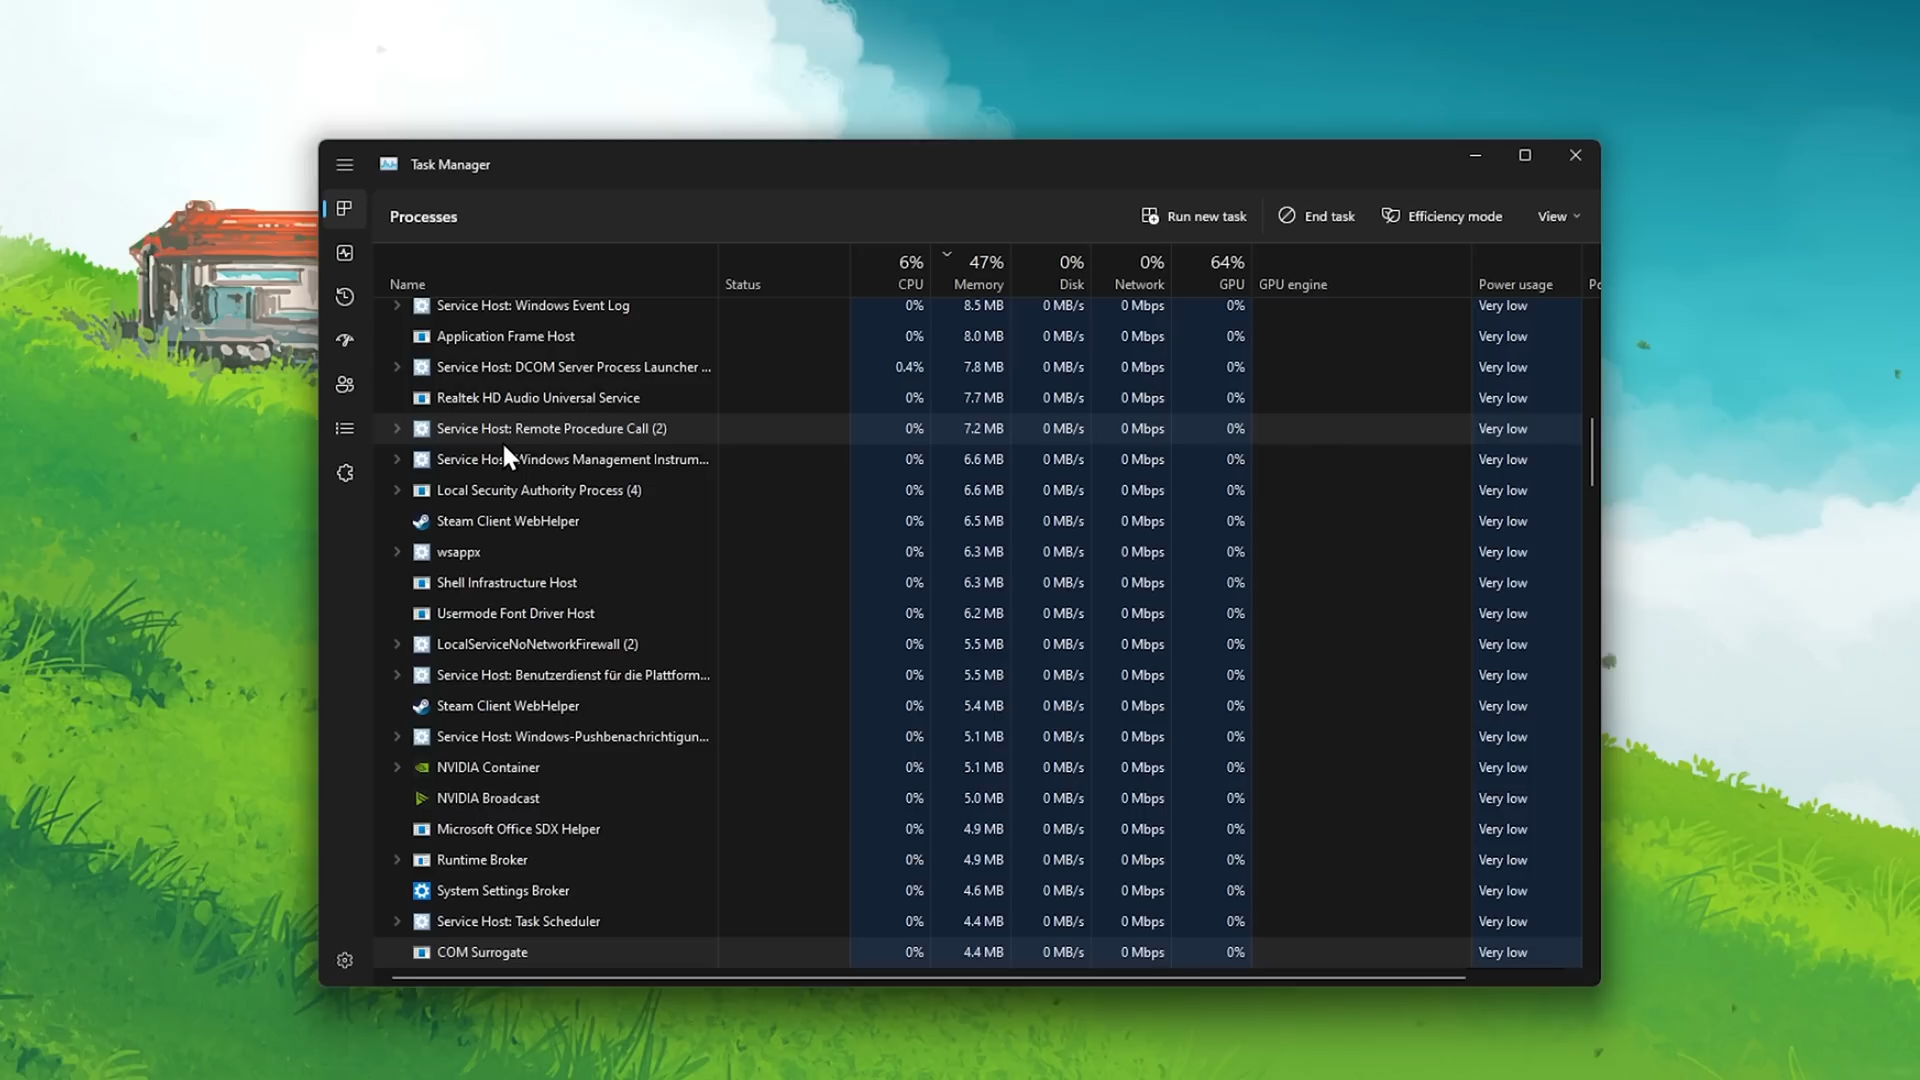 Task Manager
Processes
Run new task
End task
Efficiency mode
View
6% 47% 0% 0% 64%
Name Status CPU Memory Disk Network GPU GPU engine Power usage Pc
Service Host: Windows Event Log 0% 8.5 MB 0 MB/s 0 Mbps 0% Very low
Application Frame Host 0% 8.0 MB 0 MB/s 0 Mbps 0% Very low
Service Host: DCOM Server Process Launcher ... 0.4% 7.8 MB 0 MB/s 0 Mbps 0% Very low
Realtek HD Audio Universal Service 0% 7.7 MB 0 MB/s 0 Mbps 0% Very low
Service Host: Remote Procedure Call (2) 0% 7.2 MB 0 MB/s 0 Mbps 0% Very low
Service Host: Windows Management Instrum... 0% 6.6 MB 0 MB/s 0 Mbps 0% Very low
Local Security Authority Process (4) 0% 6.6 MB 0 MB/s 0 Mbps 0% Very low
Steam Client WebHelper 0% 6.5 MB 0 MB/s 0 Mbps 0% Very low
wsappx 0% 6.3 MB 0 MB/s 0 Mbps 0% Very low
Shell Infrastructure Host 0% 6.3 MB 0 MB/s 0 Mbps 0% Very low
Usermode Font Driver Host 0% 6.2 MB 0 MB/s 0 Mbps 0% Very low
LocalServiceNoNetworkFirewall (2) 0% 5.5 MB 0 MB/s 0 Mbps 0% Very low
Service Host: Benutzerdienst für die Plattform... 0% 5.5 MB 0 MB/s 0 Mbps 0% Very low
Steam Client WebHelper 0% 5.4 MB 0 MB/s 0 Mbps 0% Very low
Service Host: Windows-Pushbenachrichtigun... 0% 5.1 MB 0 MB/s 0 Mbps 0% Very low
NVIDIA Container 0% 5.1 MB 0 MB/s 0 Mbps 0% Very low
NVIDIA Broadcast 0% 5.0 MB 0 MB/s 0 Mbps 0% Very low
Microsoft Office SDX Helper 0% 4.9 MB 0 MB/s 0 Mbps 0% Very low
Runtime Broker 0% 4.9 MB 0 MB/s 0 Mbps 0% Very low
System Settings Broker 0% 4.6 MB 0 MB/s 0 Mbps 0% Very low
Service Host: Task Scheduler 0% 4.4 MB 0 MB/s 0 Mbps 0% Very low
COM Surrogate 0% 4.4 MB 0 MB/s 0 Mbps 0% Very low